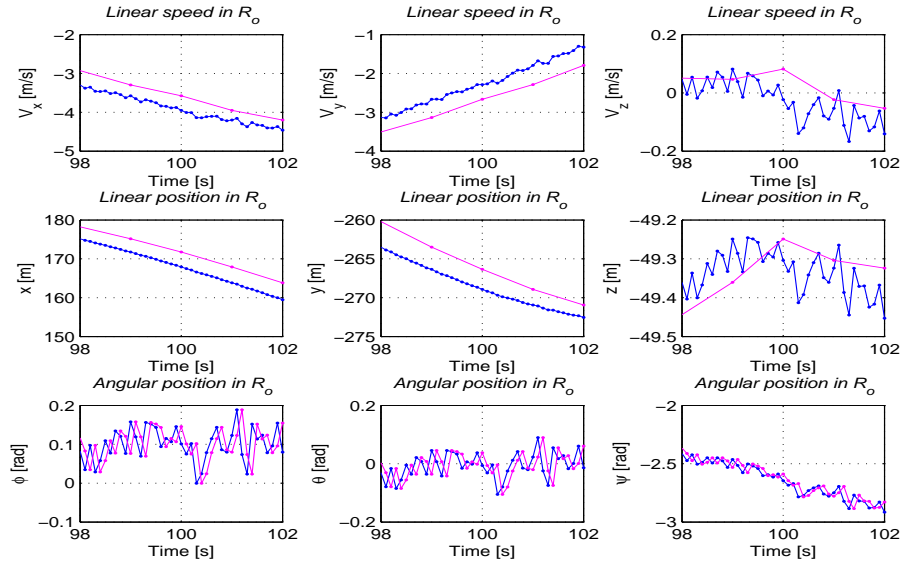 Linear speed in R_o
Linear speed in R_o
Linear speed in R_o
−2
−3
−4
−5
V_x [m/s]
98 100 102
Time [s]
−1
−2
−3
−4
V_y [m/s]
98 100 102
Time [s]
0.2
0
−0.2
V_z [m/s]
98 100 102
Time [s]
Linear position in R_o
Linear position in R_o
Linear position in R_o
180
170
160
150
x [m]
98 100 102
Time [s]
−260
−265
−270
−275
y [m]
98 100 102
Time [s]
−49.2
−49.3
−49.4
−49.5
z [m]
98 100 102
Time [s]
Angular position in R_o
Angular position in R_o
Angular position in R_o
0.2
0.1
0
−0.1
ϕ [rad]
98 100 102
Time [s]
0.2
0
−0.2
θ [rad]
98 100 102
Time [s]
−2
−2.5
−3
ψ [rad]
98 100 102
Time [s]